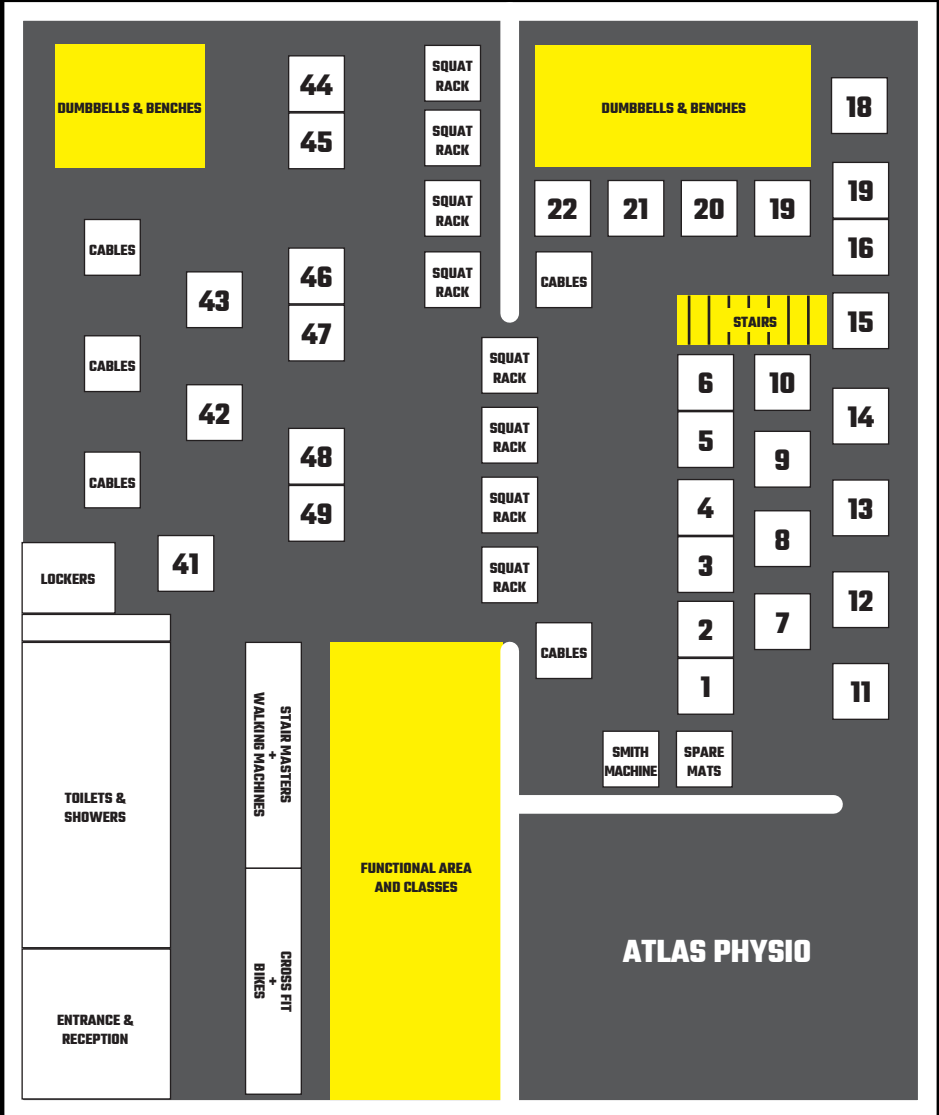 DUMBBELLS & BENCHES
44
45
SQUAT
RACK
SQUAT
RACK
SQUAT
RACK
SQUAT
RACK
CABLES
43
46
47
CABLES
42
CABLES
48
49
41
LOCKERS
SQUAT
RACK
SQUAT
RACK
SQUAT
RACK
SQUAT
RACK
DUMBBELLS & BENCHES
18
19
16
22
21
20
19
CABLES
STAIRS
15
6
10
5
14
9
4
13
8
3
12
2
7
1
11
CABLES
SMITH
MACHINE
SPARE
MATS
TOILETS &
SHOWERS
STAIR MASTERS
+
WALKING MACHINES
CROSS FIT
+
BIKES
FUNCTIONAL AREA
AND CLASSES
ENTRANCE &
RECEPTION
ATLAS PHYSIO